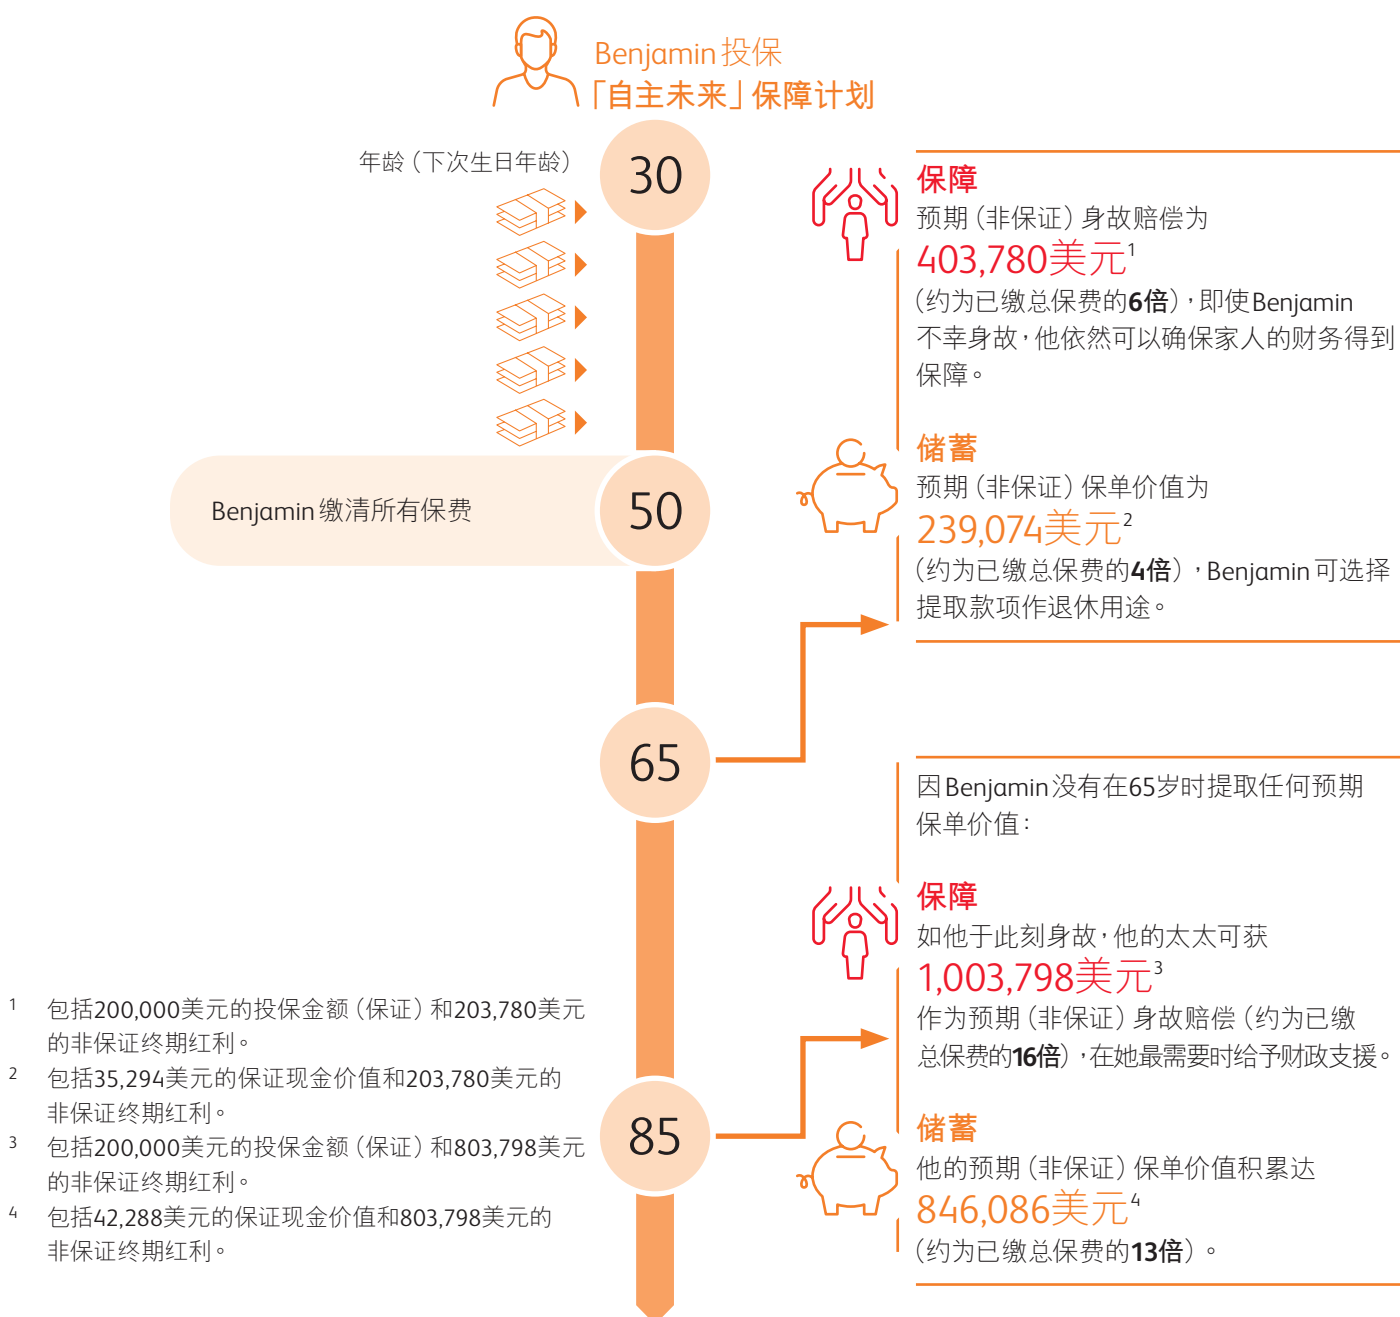 Benjamin投保
「自主未来」保障计划
年龄（下次生日年龄）
30
保障
预期（非保证）身故赔偿为
403,780美元1
（约为已缴总保费的6倍），即使Benjamin
不幸身故，他依然可以确保家人的财务得到
保障。
储蓄
预期（非保证）保单价值为
239,074美元2
（约为已缴总保费的4倍），Benjamin可选择
提取款项作退休用途。
Benjamin缴清所有保费
50
65
因Benjamin没有在65岁时提取任何预期
保单价值：
保障
如他于此刻身故，他的太太可获
1,003,798美元3
作为预期（非保证）身故赔偿（约为已缴
总保费的16倍），在她最需要时给予财政支援。
85
储蓄
他的预期（非保证）保单价值积累达
846,086美元4
（约为已缴总保费的13倍）。
1 包括200,000美元的投保金额（保证）和203,780美元
的非保证终期红利。
2 包括35,294美元的保证现金价值和203,780美元的
非保证终期红利。
3 包括200,000美元的投保金额（保证）和803,798美元
的非保证终期红利。
4 包括42,288美元的保证现金价值和803,798美元的
非保证终期红利。